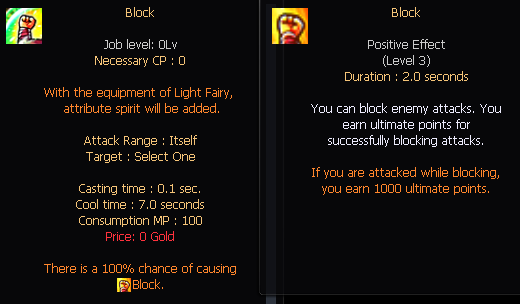 Block
Job level: 0Lv
Necessary CP : 0
With the equipment of Light Fairy,
attribute spirit will be added.
Attack Range : Itself
Target : Select One
Casting time : 0.1 sec.
Cool time : 7.0 seconds
Consumption MP : 100
Price: 0 Gold
There is a 100% chance of causing
Block.
Block
Positive Effect
(Level 3)
Duration : 2.0 seconds
You can block enemy attacks. You
earn ultimate points for
successfully blocking attacks.
If you are attacked while blocking,
you earn 1000 ultimate points.